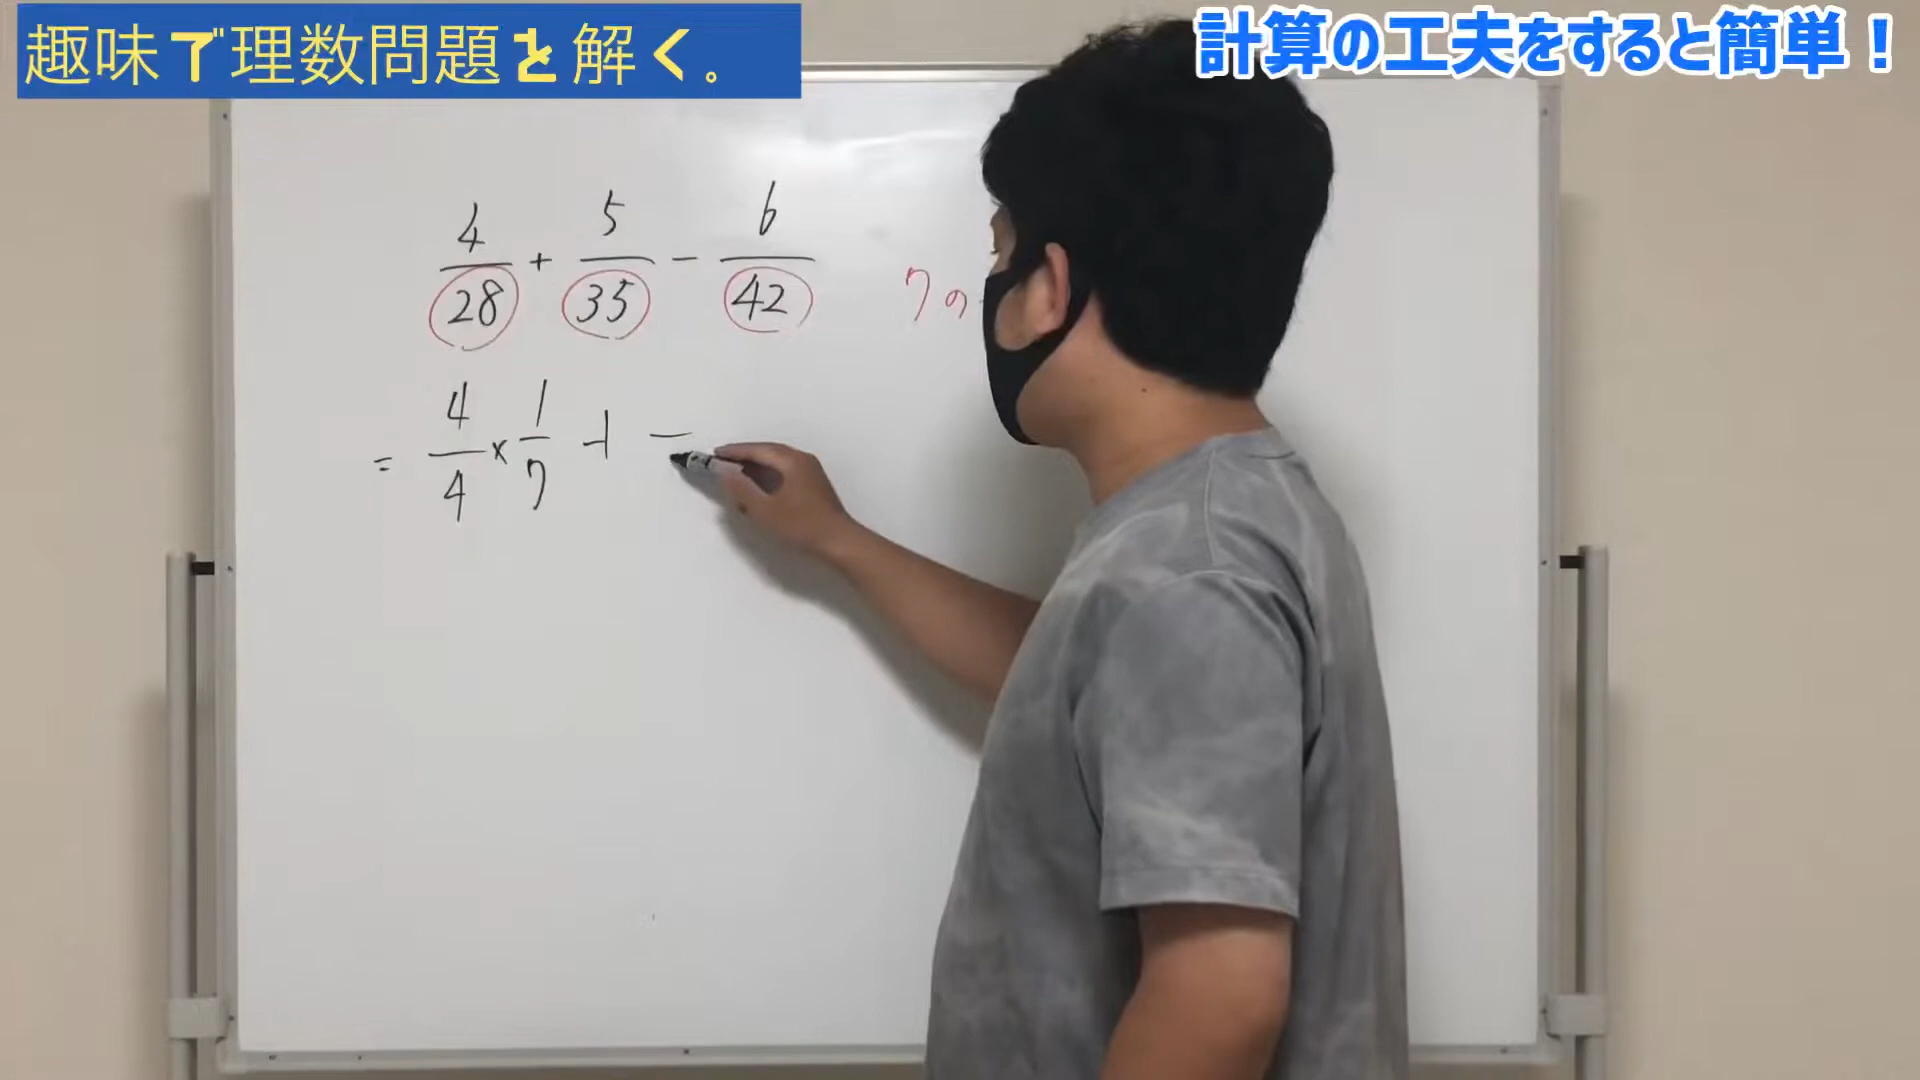 趣味で理数問題を解く。
計算の工夫をすると簡単！
4/28 + 5/35 - 6/42
7の
= 4/4 × 1/7 + —